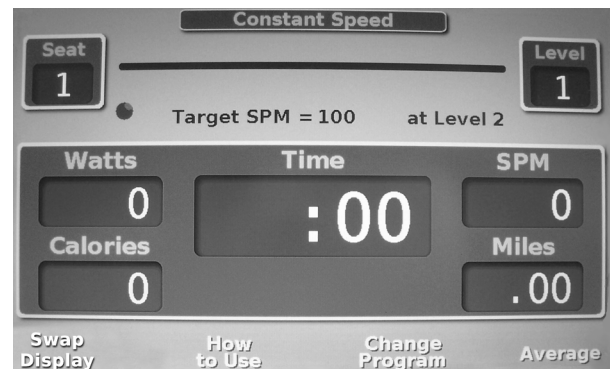 Constant Speed
Seat
1
Level
1
Target SPM = 100 at Level 2
Watts
0
Time
:00
SPM
0
Calories
0
Miles
.00
Swap
Display
How
to Use
Change
Program
Average